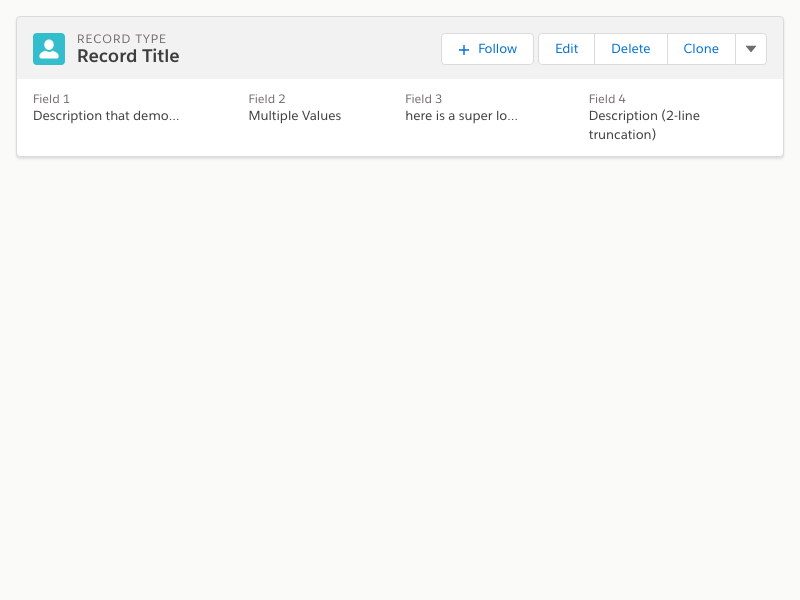 RECORD TYPE
Record Title
Follow
Edit
Delete
Clone
Field 1
Description that demo...
Field 2
Multiple Values
Field 3
here is a super lo...
Field 4
Description (2-line
truncation)